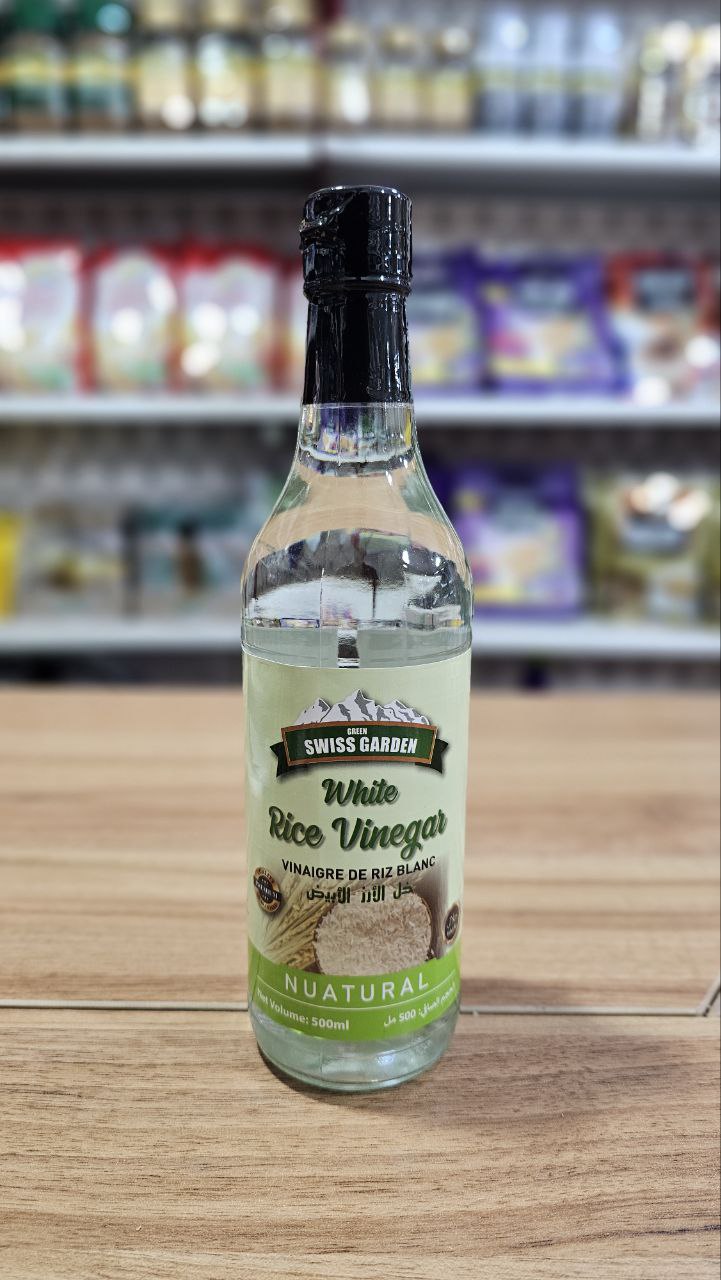 GREEN
SWISS GARDEN
White
Rice Vinegar
VINAIGRE DE RIZ BLANC
خل الأرز الأبيض
NUATURAL
Net Volume: 500ml
الحجم الصافي: 500 مل